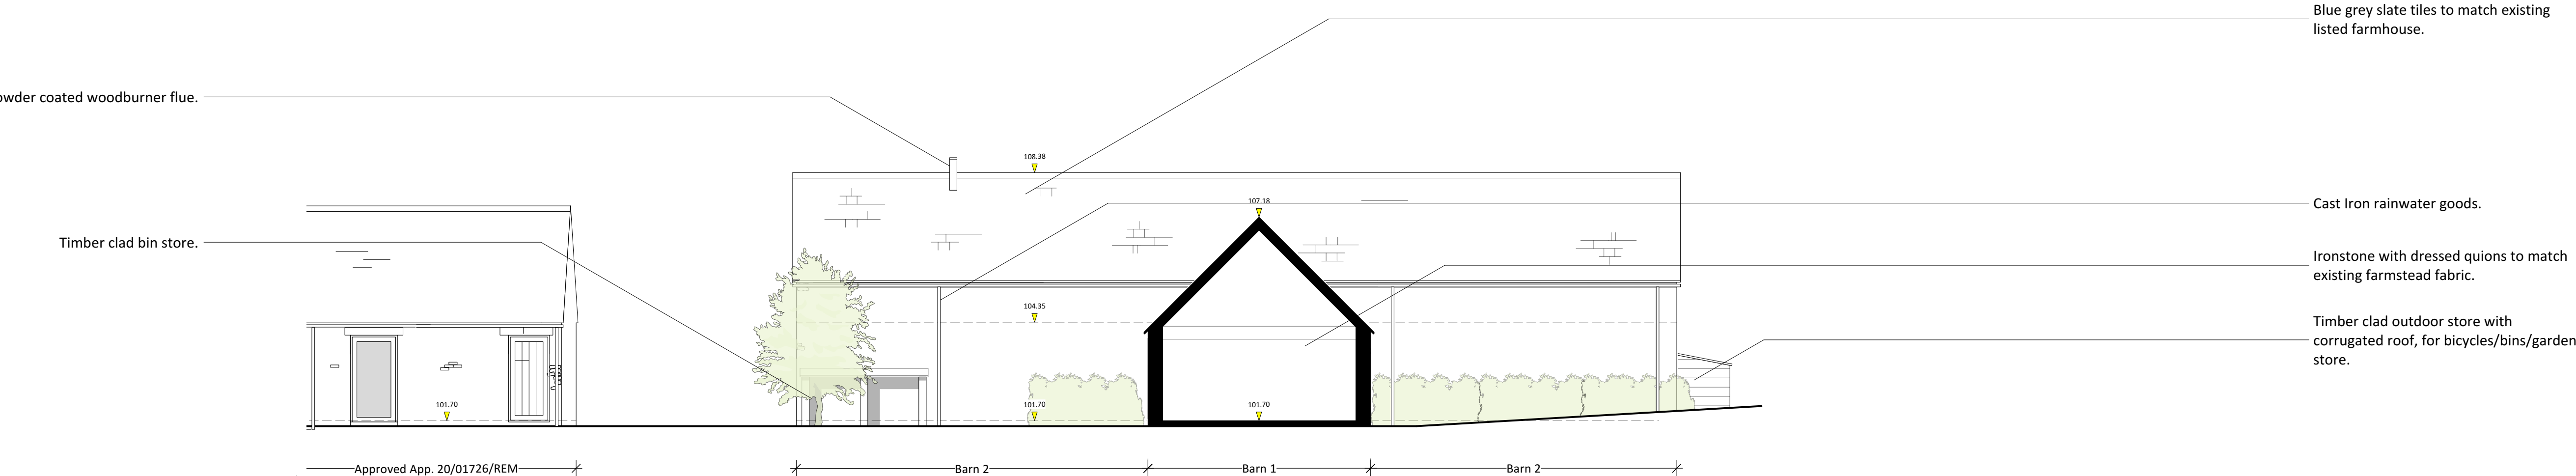 Blue grey slate tiles to match existing
listed farmhouse.
owder coated woodburner flue.
108.38
107.18
Cast Iron rainwater goods.
Timber clad bin store.
Ironstone with dressed quions to match
existing farmstead fabric.
104.35
Timber clad outdoor store with
corrugated roof, for bicycles/bins/garden
store.
101.70
101.70
101.70
Approved App. 20/01726/REM
Barn 2
Barn 1
Barn 2